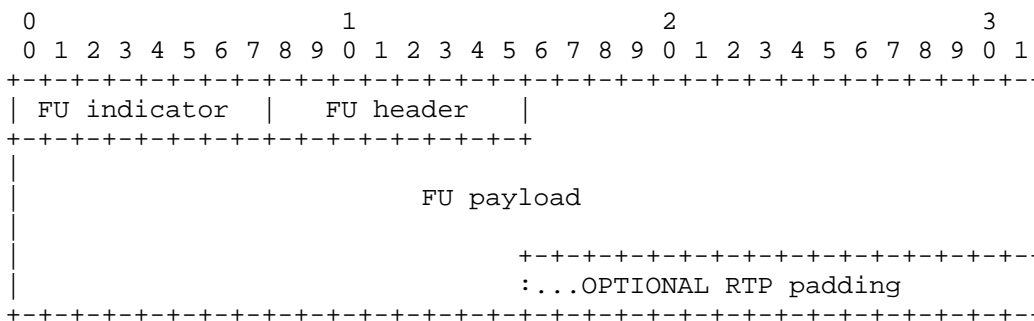 0                   1                   2                   3
0 1 2 3 4 5 6 7 8 9 0 1 2 3 4 5 6 7 8 9 0 1 2 3 4 5 6 7 8 9 0 1
+-+-+-+-+-+-+-+-+-+-+-+-+-+-+-+-+-+-+-+-+-+-+-+-+-+-+-+-+-+-+-+-
| FU indicator  |   FU header   |
+-+-+-+-+-+-+-+-+-+-+-+-+-+-+-+-+
|
|                         FU payload
|
|                               +-+-+-+-+-+-+-+-+-+-+-+-+-+-+-+-
|                               :...OPTIONAL RTP padding
+-+-+-+-+-+-+-+-+-+-+-+-+-+-+-+-+-+-+-+-+-+-+-+-+-+-+-+-+-+-+-+-